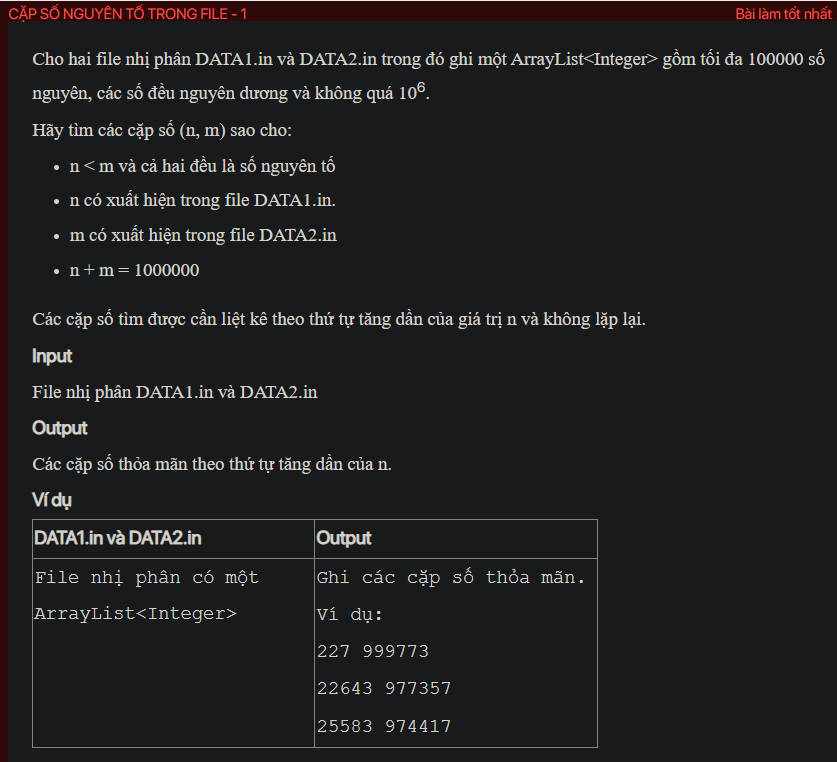 CẶP SỐ NGUYÊN TỐ TRONG FILE - 1
Bài làm tốt nhất
Cho hai file nhị phân DATA1.in và DATA2.in trong đó ghi một ArrayList<Integer> gồm tối đa 100000 số
nguyên, các số đều nguyên dương và không quá 10⁶.
Hãy tìm các cặp số (n, m) sao cho:
• n < m và cả hai đều là số nguyên tố
• n có xuất hiện trong file DATA1.in.
• m có xuất hiện trong file DATA2.in
• n + m = 1000000
Các cặp số tìm được cần liệt kê theo thứ tự tăng dần của giá trị n và không lặp lại.
Input
File nhị phân DATA1.in và DATA2.in
Output
Các cặp số thỏa mãn theo thứ tự tăng dần của n.
Ví dụ
DATA1.in và DATA2.in
Output
File nhị phân có một
ArrayList<Integer>
Ghi các cặp số thỏa mãn.
Ví dụ:
227 999773
22643 977357
25583 974417